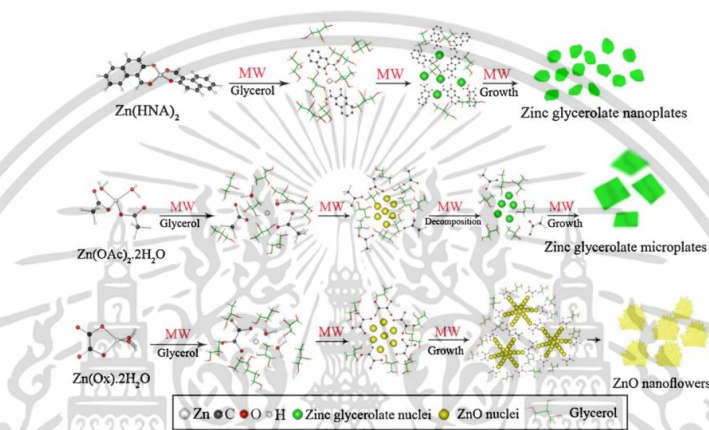 MW MW MW
Glycerol Growth
Zn(HNA)₂
Zinc glycerolate nanoplates
MW MW MW MW
Glycerol Decomposition Growth
Zn(OAc)₂.2H₂O
Zinc glycerolate microplates
MW MW
Glycerol Growth
Zn(Ox).2H₂O
ZnO nanoflowers
Zn C O H Zinc glycerolate nuclei ZnO nuclei Glycerol